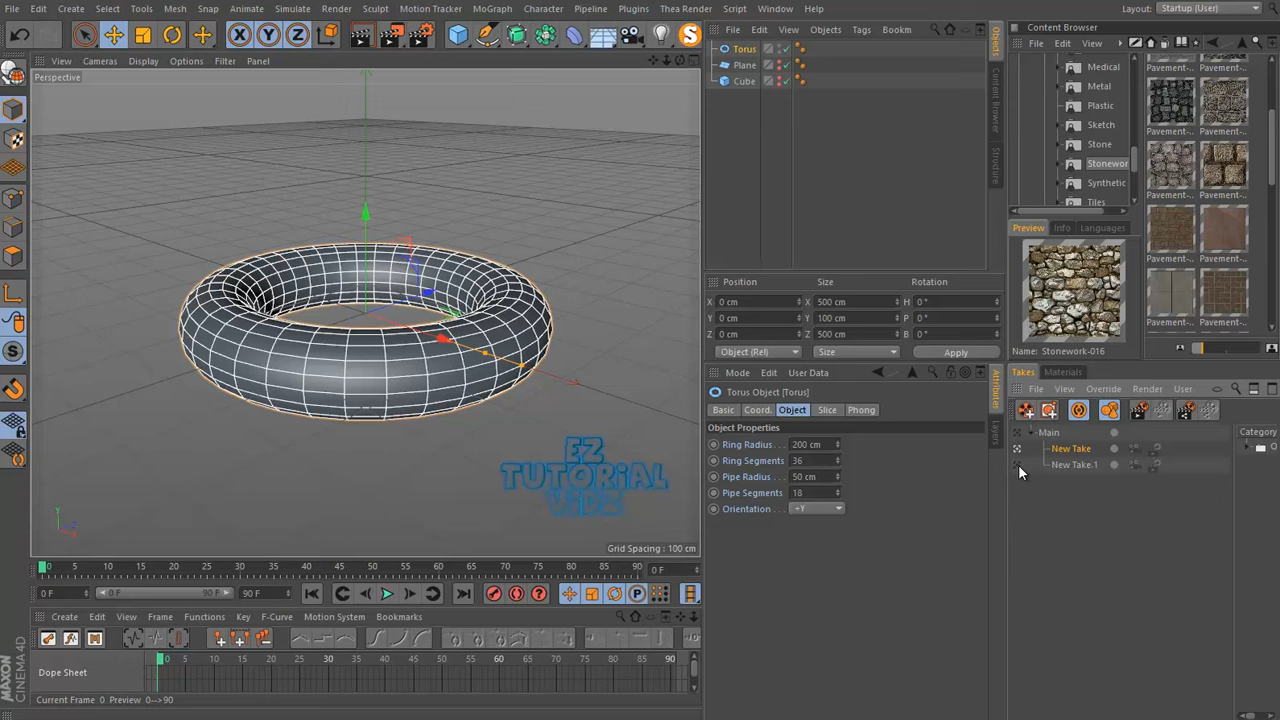 File Edit Create Select Tools Mesh Snap Animate Simulate Render Sculpt Motion Tracker MoGraph Character Pipeline Plugins Thea Render Script Window Help
Layout: Startup (User)
View Cameras Display Options Filter Panel
Perspective
File Edit View Objects Tags Bookm
Torus
Plane
Cube
Objects
Content Browser
Structure
Content Browser
File Edit View
Medical
Metal
Plastic
Sketch
Stone
Stonewor
Synthetic
Tiles
Pavement-.. Pavement-..
Pavement-.. Pavement-..
Pavement-.. Pavement-..
Pavement-.. Pavement-..
Pavement-.. Pavement-..
Preview Info Languages
Name: Stonework-016
Position Size Rotation
X 0 cm X 500 cm H 0 °
Y 0 cm Y 100 cm P 0 °
Z 0 cm Z 500 cm B 0 °
Object (Rel) Size Apply
Mode Edit User Data
Torus Object [Torus]
Basic Coord. Object Slice Phong
Object Properties
Ring Radius 200 cm
Ring Segments 36
Pipe Radius 50 cm
Pipe Segments 18
Orientation . . . +Y
Attributes
Layers
Takes Materials
File View Override Render User
Main
New Take
New Take.1
Category
EZ
TUTORIAL
VIDZ
Y
Z
X
Grid Spacing : 100 cm
0 5 10 15 20 25 30 35 40 45 50 55 60 65 70 75 80 85 90 0 F
0 F 0 F 90 F 90 F
File Edit View Frame Functions Key F-Curve Motion System Bookmarks
0 10 20 30 40 50 60 70 80 90
Dope Sheet
Current Frame 0 Preview 0-->90
MAXON
CINEMA 4D